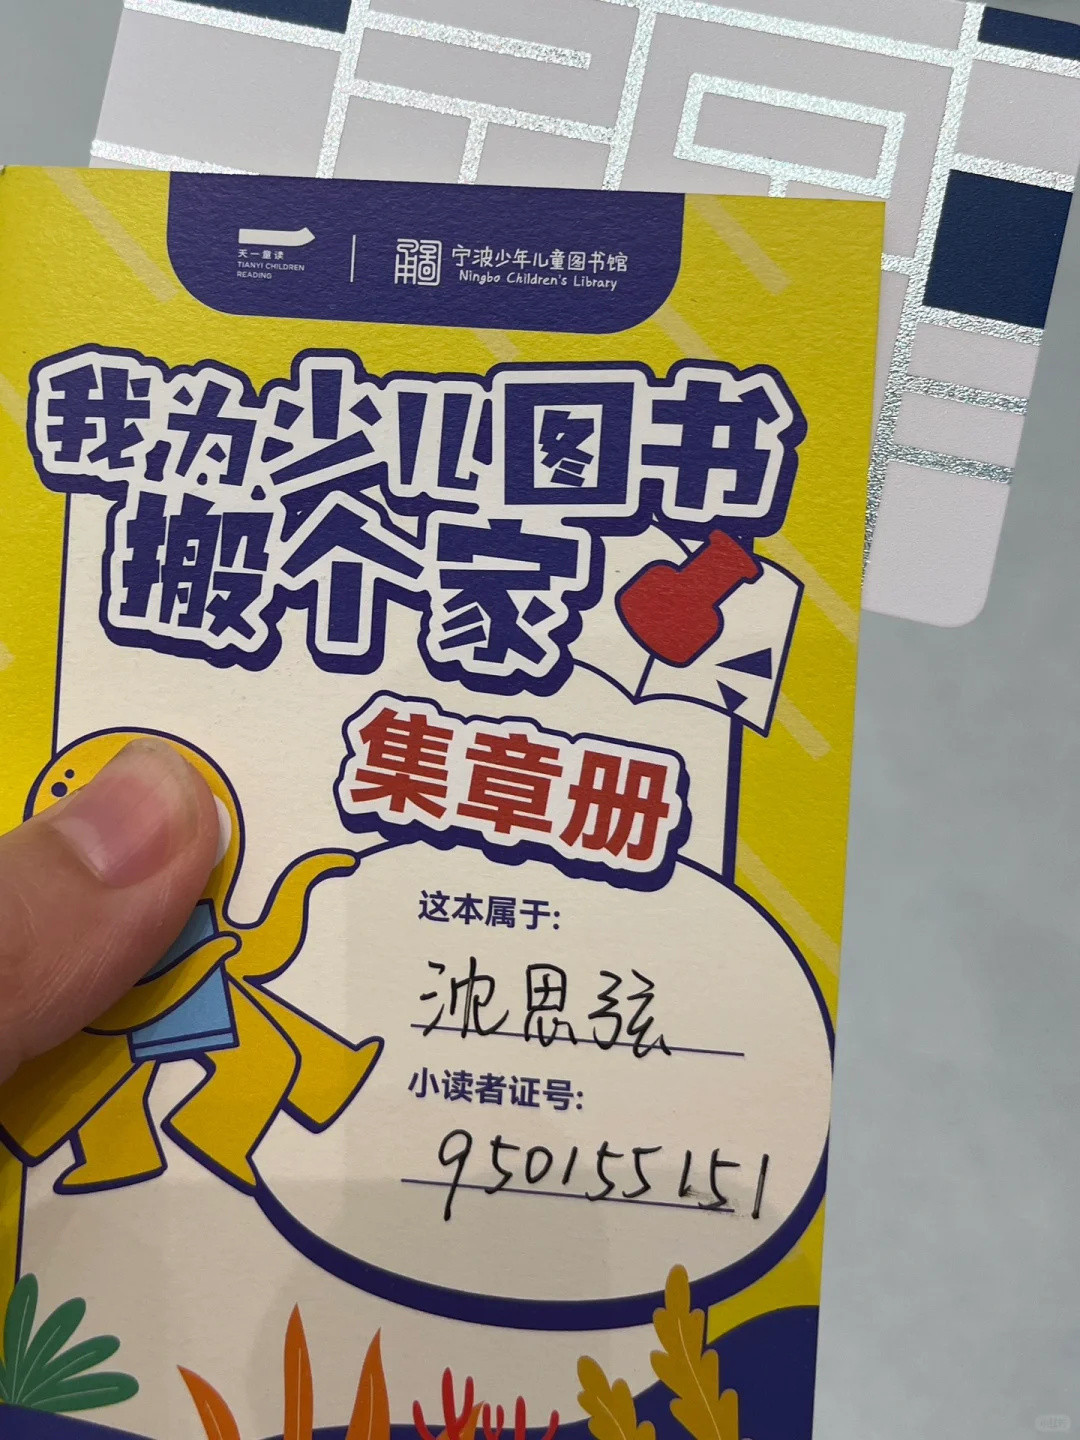 天一童读
TIANYI CHILDREN
READING
宁波少年儿童图书馆
Ningbo Children's Library
我为少儿图书
搬个家
集章册
这本属于:
沈思弦
小读者证号:
950155151